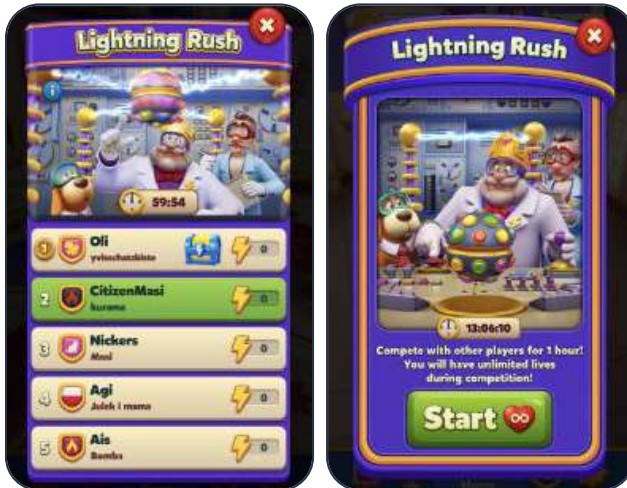 Lightning Rush
59:54
1
Oli
yvisschatzkiste
0
2
CitizenMasi
kurama
0
3
Nickers
0
4
Agi
Julek i mama
0
5
Ais
Bamba
0
Lightning Rush
13:06:10
Compete with other players for 1 hour!
You will have unlimited lives
during competition!
Start